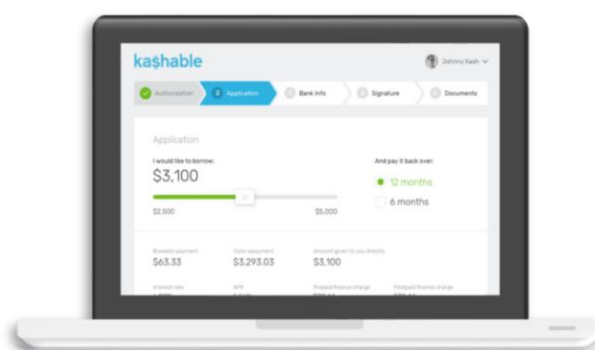 ka$hable
Johnny Kash
Authorization 2 Application Bank Info Signature Documents
Application
I would like to borrow:
$3,100
$2,500 $5,000
And pay it back over:
12 months
6 months
Biweekly payment Total repayment Amount given to you directly
$63.33 $3,293.03 $3,100
Interest rate APR Prepaid finance charge Postpaid finance charge